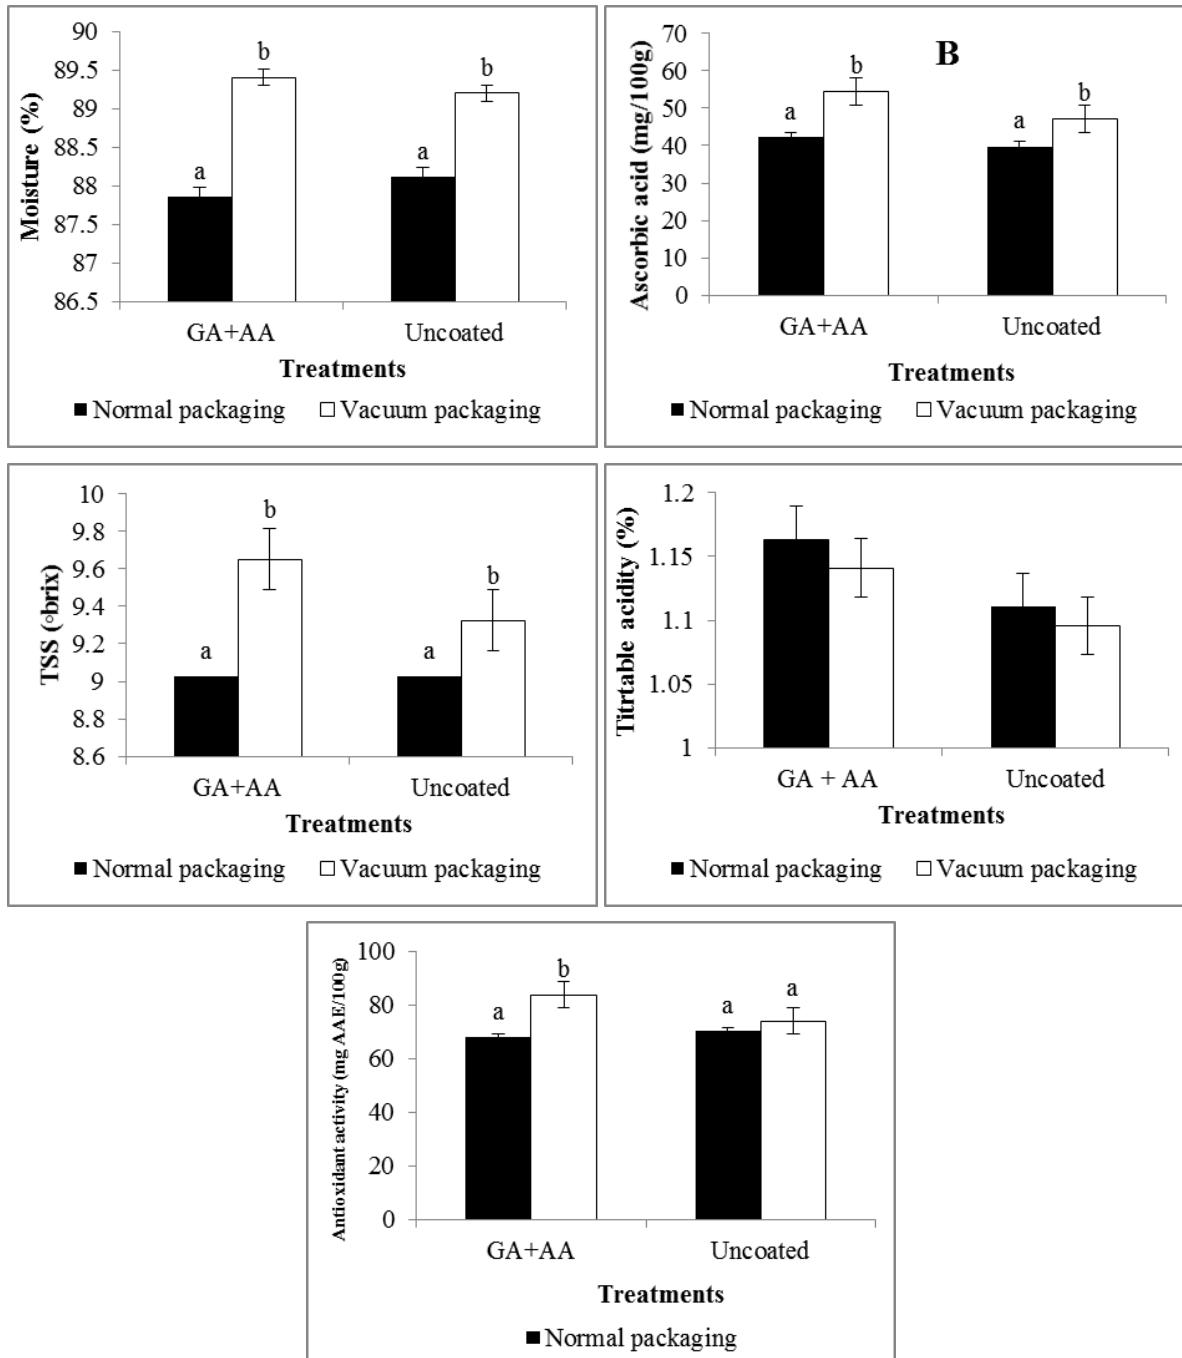 90
89.5
89
88.5
88
87.5
87
86.5
Moisture (%)
a
b
a
b
GA+AA
Uncoated
Treatments
Normal packaging
Vacuum packaging
70
60
50
40
30
20
10
0
Ascorbic acid (mg/100g)
B
a
b
a
b
GA+AA
Uncoated
Treatments
Normal packaging
Vacuum packaging
10
9.8
9.6
9.4
9.2
9
8.8
8.6
TSS (°brix)
a
b
a
b
GA+AA
Uncoated
Treatments
Normal packaging
Vacuum packaging
1.2
1.15
1.1
1.05
1
Titrtable acidity (%)
GA + AA
Uncoated
Treatments
Normal packaging
Vacuum packaging
100
80
60
40
20
0
Antioxidant activity (mg AAE/100g)
a
b
a
a
GA+AA
Uncoated
Treatments
Normal packaging